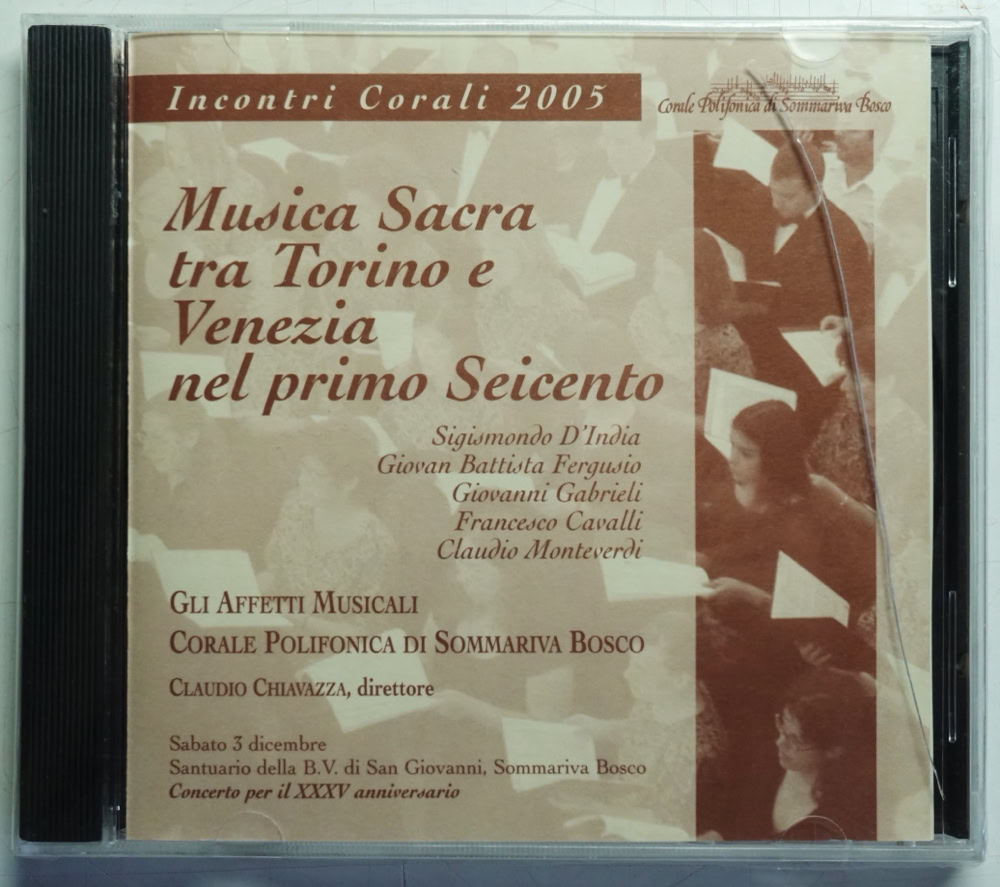 Incontri Corali 2005
Corale Polifonica di Sommariva Bosco
Musica Sacra
tra Torino e
Venezia
nel primo Seicento
Sigismondo D'India
Giovan Battista Fergusio
Giovanni Gabrieli
Francesco Cavalli
Claudio Monteverdi
GLI AFFETTI MUSICALI
CORALE POLIFONICA DI SOMMARIVA BOSCO
CLAUDIO CHIAVAZZA, direttore
Sabato 3 dicembre
Santuario della B.V. di San Giovanni, Sommariva Bosco
Concerto per il XXXV anniversario